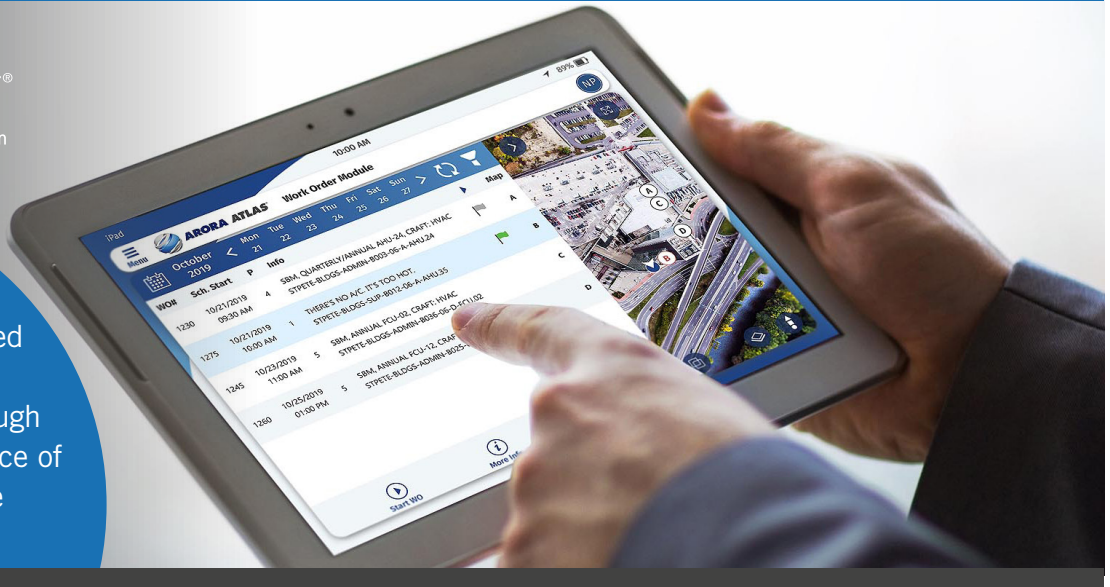 ®
n
ed
ugh
ce of
e
iPad
10:00 AM
89%
Menu
ARORA ATLAS® Work Order Module
NP
October 2019
< Mon 21 Tue 22 Wed 23 Thu 24 Fri 25 Sat 26 Sun 27 >
WO# Sch. Start P Info Map
1230 10/21/2019 09:30 AM 4 SBM, QUARTERLY/ANNUAL AHU-24, CRAFT: HVAC
STPETE-BLDGS-ADMIN-B003-06-A-AHU.24 A
1275 10/21/2019 10:00 AM 1 THERE'S NO A/C. IT'S TOO HOT.
STPETE-BLDGS-SUP-B012-06-A-AHU.35 B
1245 10/23/2019 11:00 AM 5 SBM, ANNUAL FCU-02, CRAFT: HVAC
STPETE-BLDGS-ADMIN-B036-06-D-FCU.02 C
1260 10/25/2019 01:00 PM 5 SBM, ANNUAL FCU-12, CRAF
STPETE-BLDGS-ADMIN-B025- D
Start WO
More Info
A
C
D
B